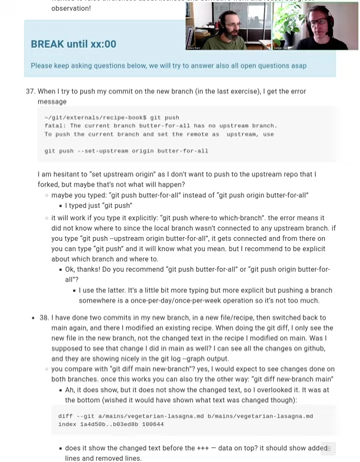 observation!
BREAK until xx:00
Please keep asking questions below, we will try to answer also all open questions asap
37. When I try to push my commit on the new branch (in the last exercise), I get the error
message
~/git/externals/recipe-book$ git push
fatal: The current branch butter-for-all has no upstream branch.
To push the current branch and set the remote as upstream, use
git push --set-upstream origin butter-for-all
I am hesitant to "set upstream origin" as I don't want to push to the upstream repo that I
forked, but maybe that's not what will happen?
maybe you typed: "git push butter-for-all" instead of "git push origin butter-for-all"
I typed just "git push"
it will work if you type it explicitly: "git push where-to which-branch". the error means it
did not know where to since the local branch wasn't connected to any upstream branch. if
you type "git push --upstream origin butter-for-all", it gets connected and from there on
you can type "git push" and it will know what you mean. but I recommend to be explicit
about which branch and where to.
Ok, thanks! Do you recommend "git push butter-for-all" or "git push origin butter-for-
all"?
I use the latter. It's a little bit more typing but more explicit but pushing a branch
somewhere is a once-per-day/once-per-week operation so it's not too much.
38. I have done two commits in my new branch, in a new file/recipe, then switched back to
main again, and there I modified an existing recipe. When doing the git diff, I only see the
new file in the new branch, not the changed text in the recipe I modified on main. Was I
supposed to see that change I did in main as well? I can see all the changes on github,
and they are showing nicely in the git log --graph output.
you compare with "git diff main new-branch"? yes, I would expect to see changes done on
both branches. once this works you can also try the other way: "git diff new-branch main"
Ah, it does show, but it does not show the changed text, so I overlooked it. It was at
the bottom (wished it would have shown what text was changed though):
diff --git a/mains/vegetarian-lasagna.md b/mains/vegetarian-lasagna.md
100644
does it show the changed text before the +++ – data on top? it should show added
lines and removed lines.